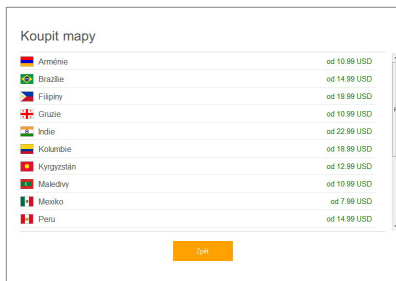 Koupit mapy
Arménie od 10.99 USD
Brazílie od 14.99 USD
Filipíny od 18.99 USD
Gruzie od 10.99 USD
Indie od 22.99 USD
Kolumbie od 18.99 USD
Kyrgyzstán od 12.99 USD
Maledivy od 10.99 USD
Mexiko od 7.99 USD
Peru od 14.99 USD
Zpět